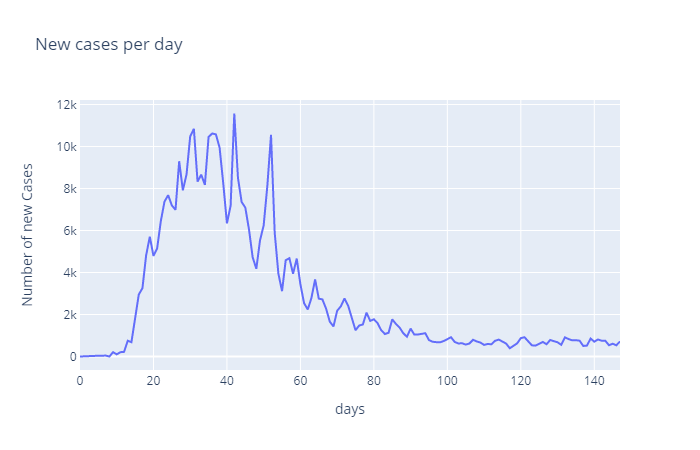 New cases per day
12k
10k
8k
6k
4k
2k
0
Number of new Cases
0 20 40 60 80 100 120 140
days